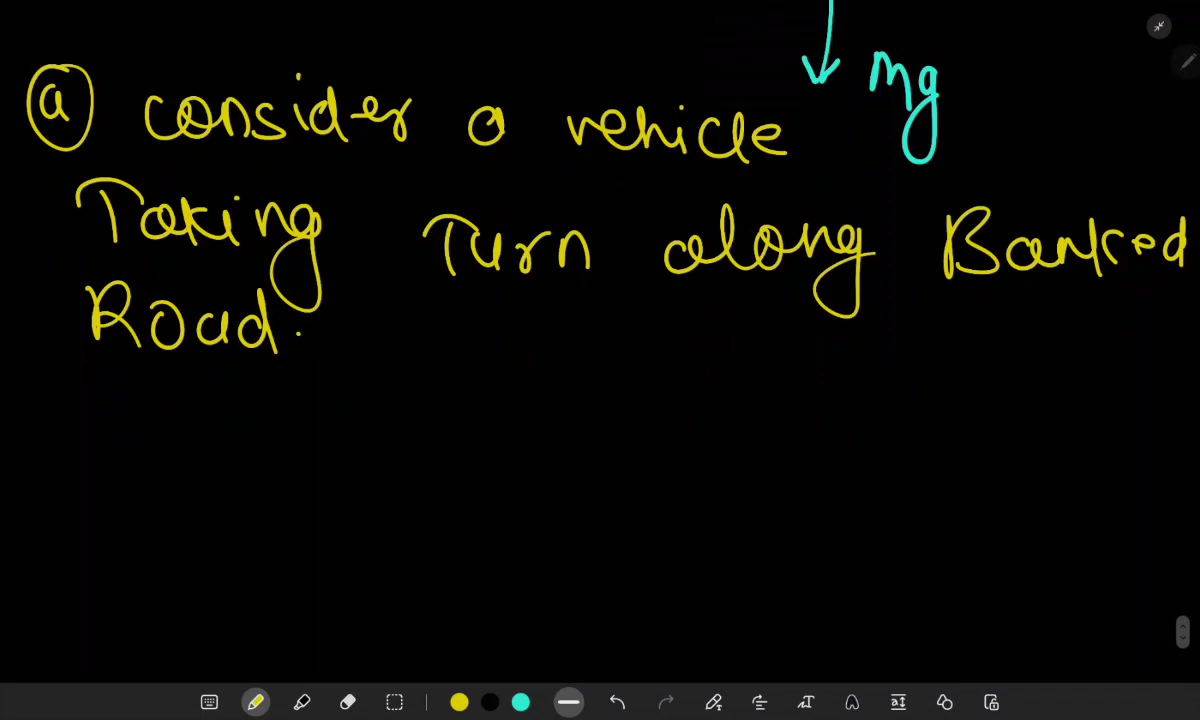 mg
a consider a vehicle
Taking Turn along Banked
Road.